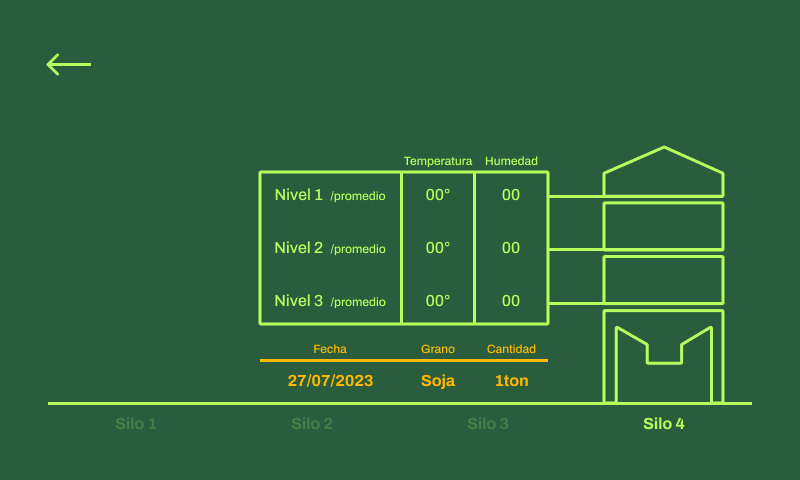 Temperatura Humedad
Nivel 1 /promedio 00° 00
Nivel 2 /promedio 00° 00
Nivel 3 /promedio 00° 00
Fecha Grano Cantidad
27/07/2023 Soja 1ton
Silo 1 Silo 2 Silo 3 Silo 4